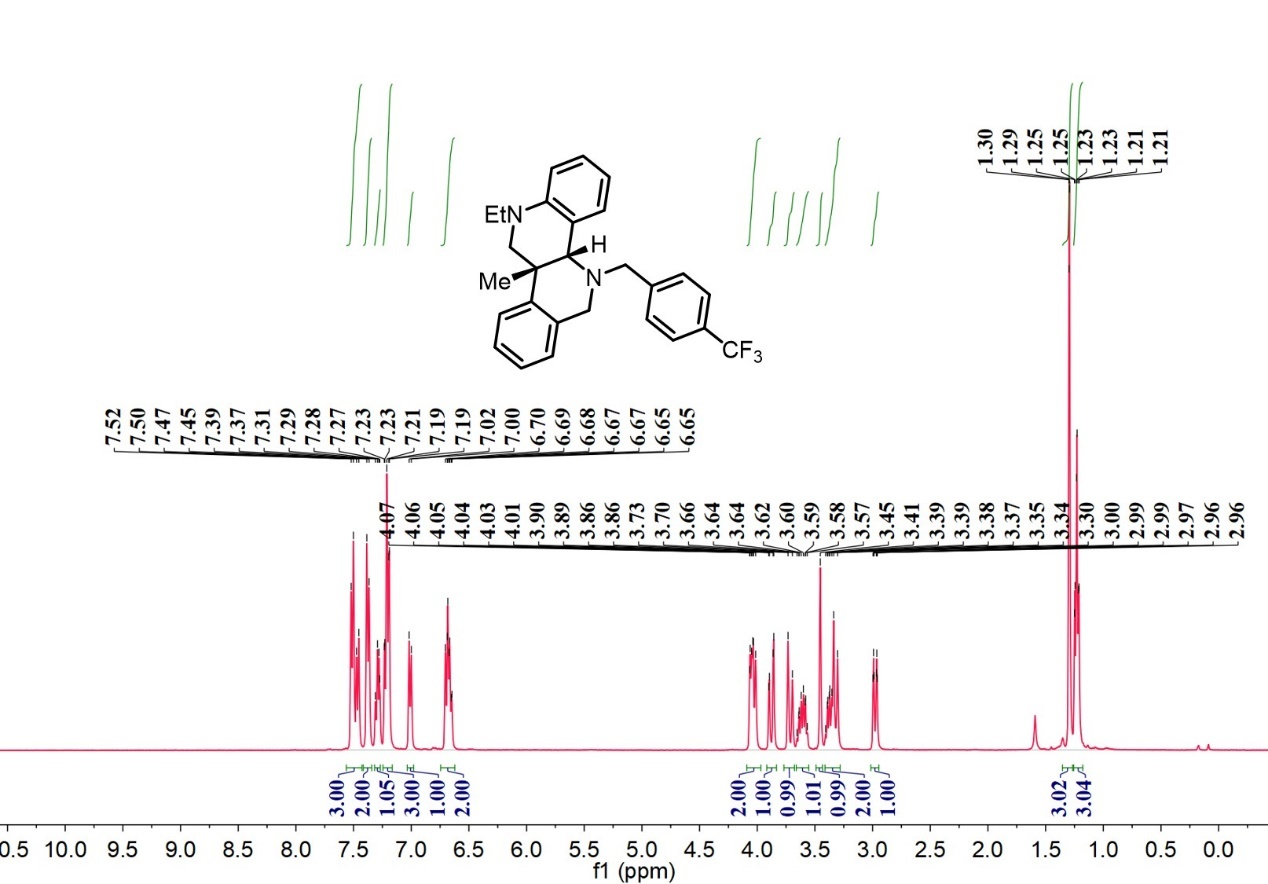 1.30 1.29 1.25 1.25 1.23 1.23 1.21 1.21
EtN
H
Me
N
CF3
7.52 7.50 7.47 7.45 7.39 7.37 7.31 7.29 7.28 7.27 7.23 7.23 7.21 7.19 7.19 7.02 7.00 6.70 6.69 6.68 6.67 6.67 6.65 6.65
4.07 4.06 4.05 4.04 4.03 4.01 3.90 3.89 3.86 3.86 3.73 3.70 3.66 3.64 3.64 3.62 3.60 3.59 3.58 3.57 3.45 3.41 3.39 3.39 3.38 3.37 3.35 3.34 3.30 3.00 2.99 2.99 2.97 2.96 2.96
3.00 2.00 1.05 3.00 1.00 2.00 2.00 1.00 0.99 1.01 0.99 2.00 1.00 3.02 3.04
0.5 10.0 9.5 9.0 8.5 8.0 7.5 7.0 6.5 6.0 5.5 5.0 4.5 4.0 3.5 3.0 2.5 2.0 1.5 1.0 0.5 0.0
f1 (ppm)